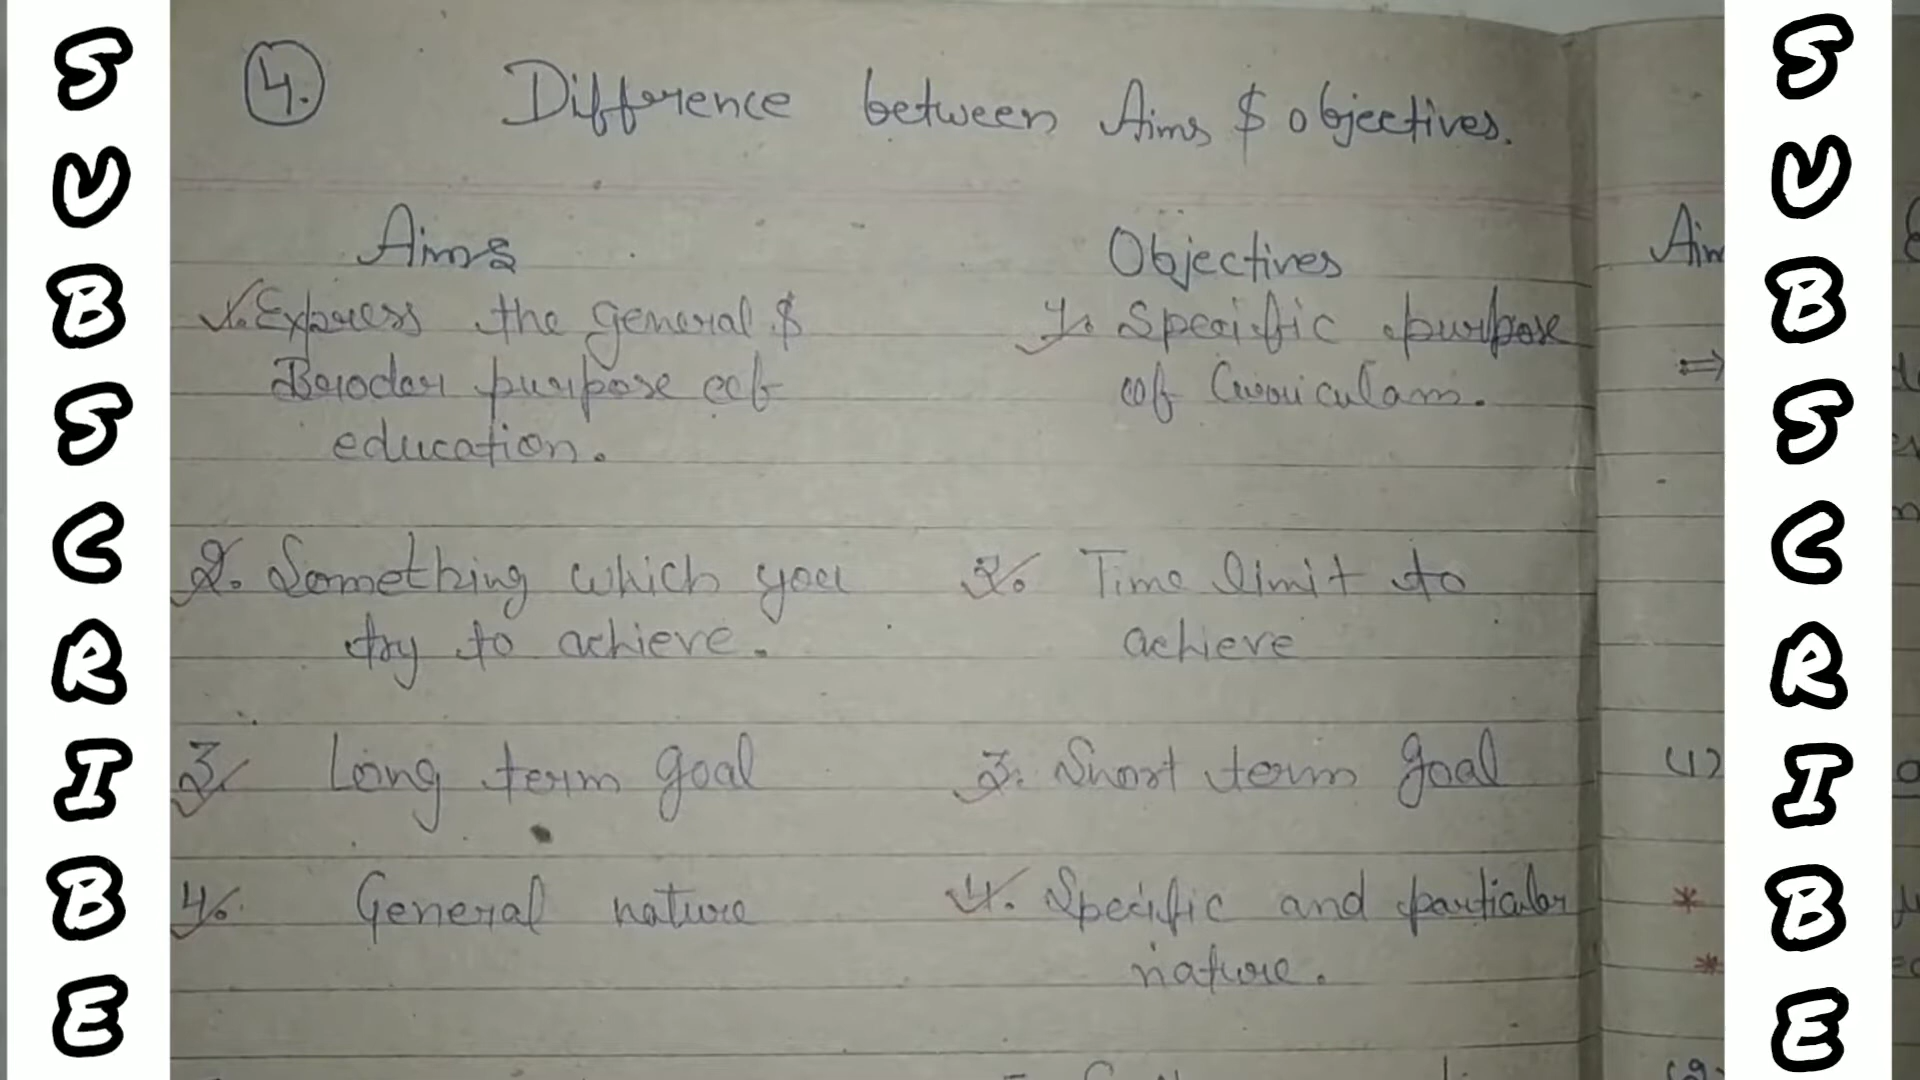 SUBSCRIBE
4. Difference between Aims $ objectives.
Aims
1. Express the general $
Broder purpose of
education.
2. Something which you
try to achieve.
3. Long term goal
4. General nature
Objectives
1. Specific purpose
of Curriculam.
2. Time limit to
achieve
3. Short term goal
4. Specific and particular
nature.
Aim
⇒
(1)
*
*
SUBSCRIBE